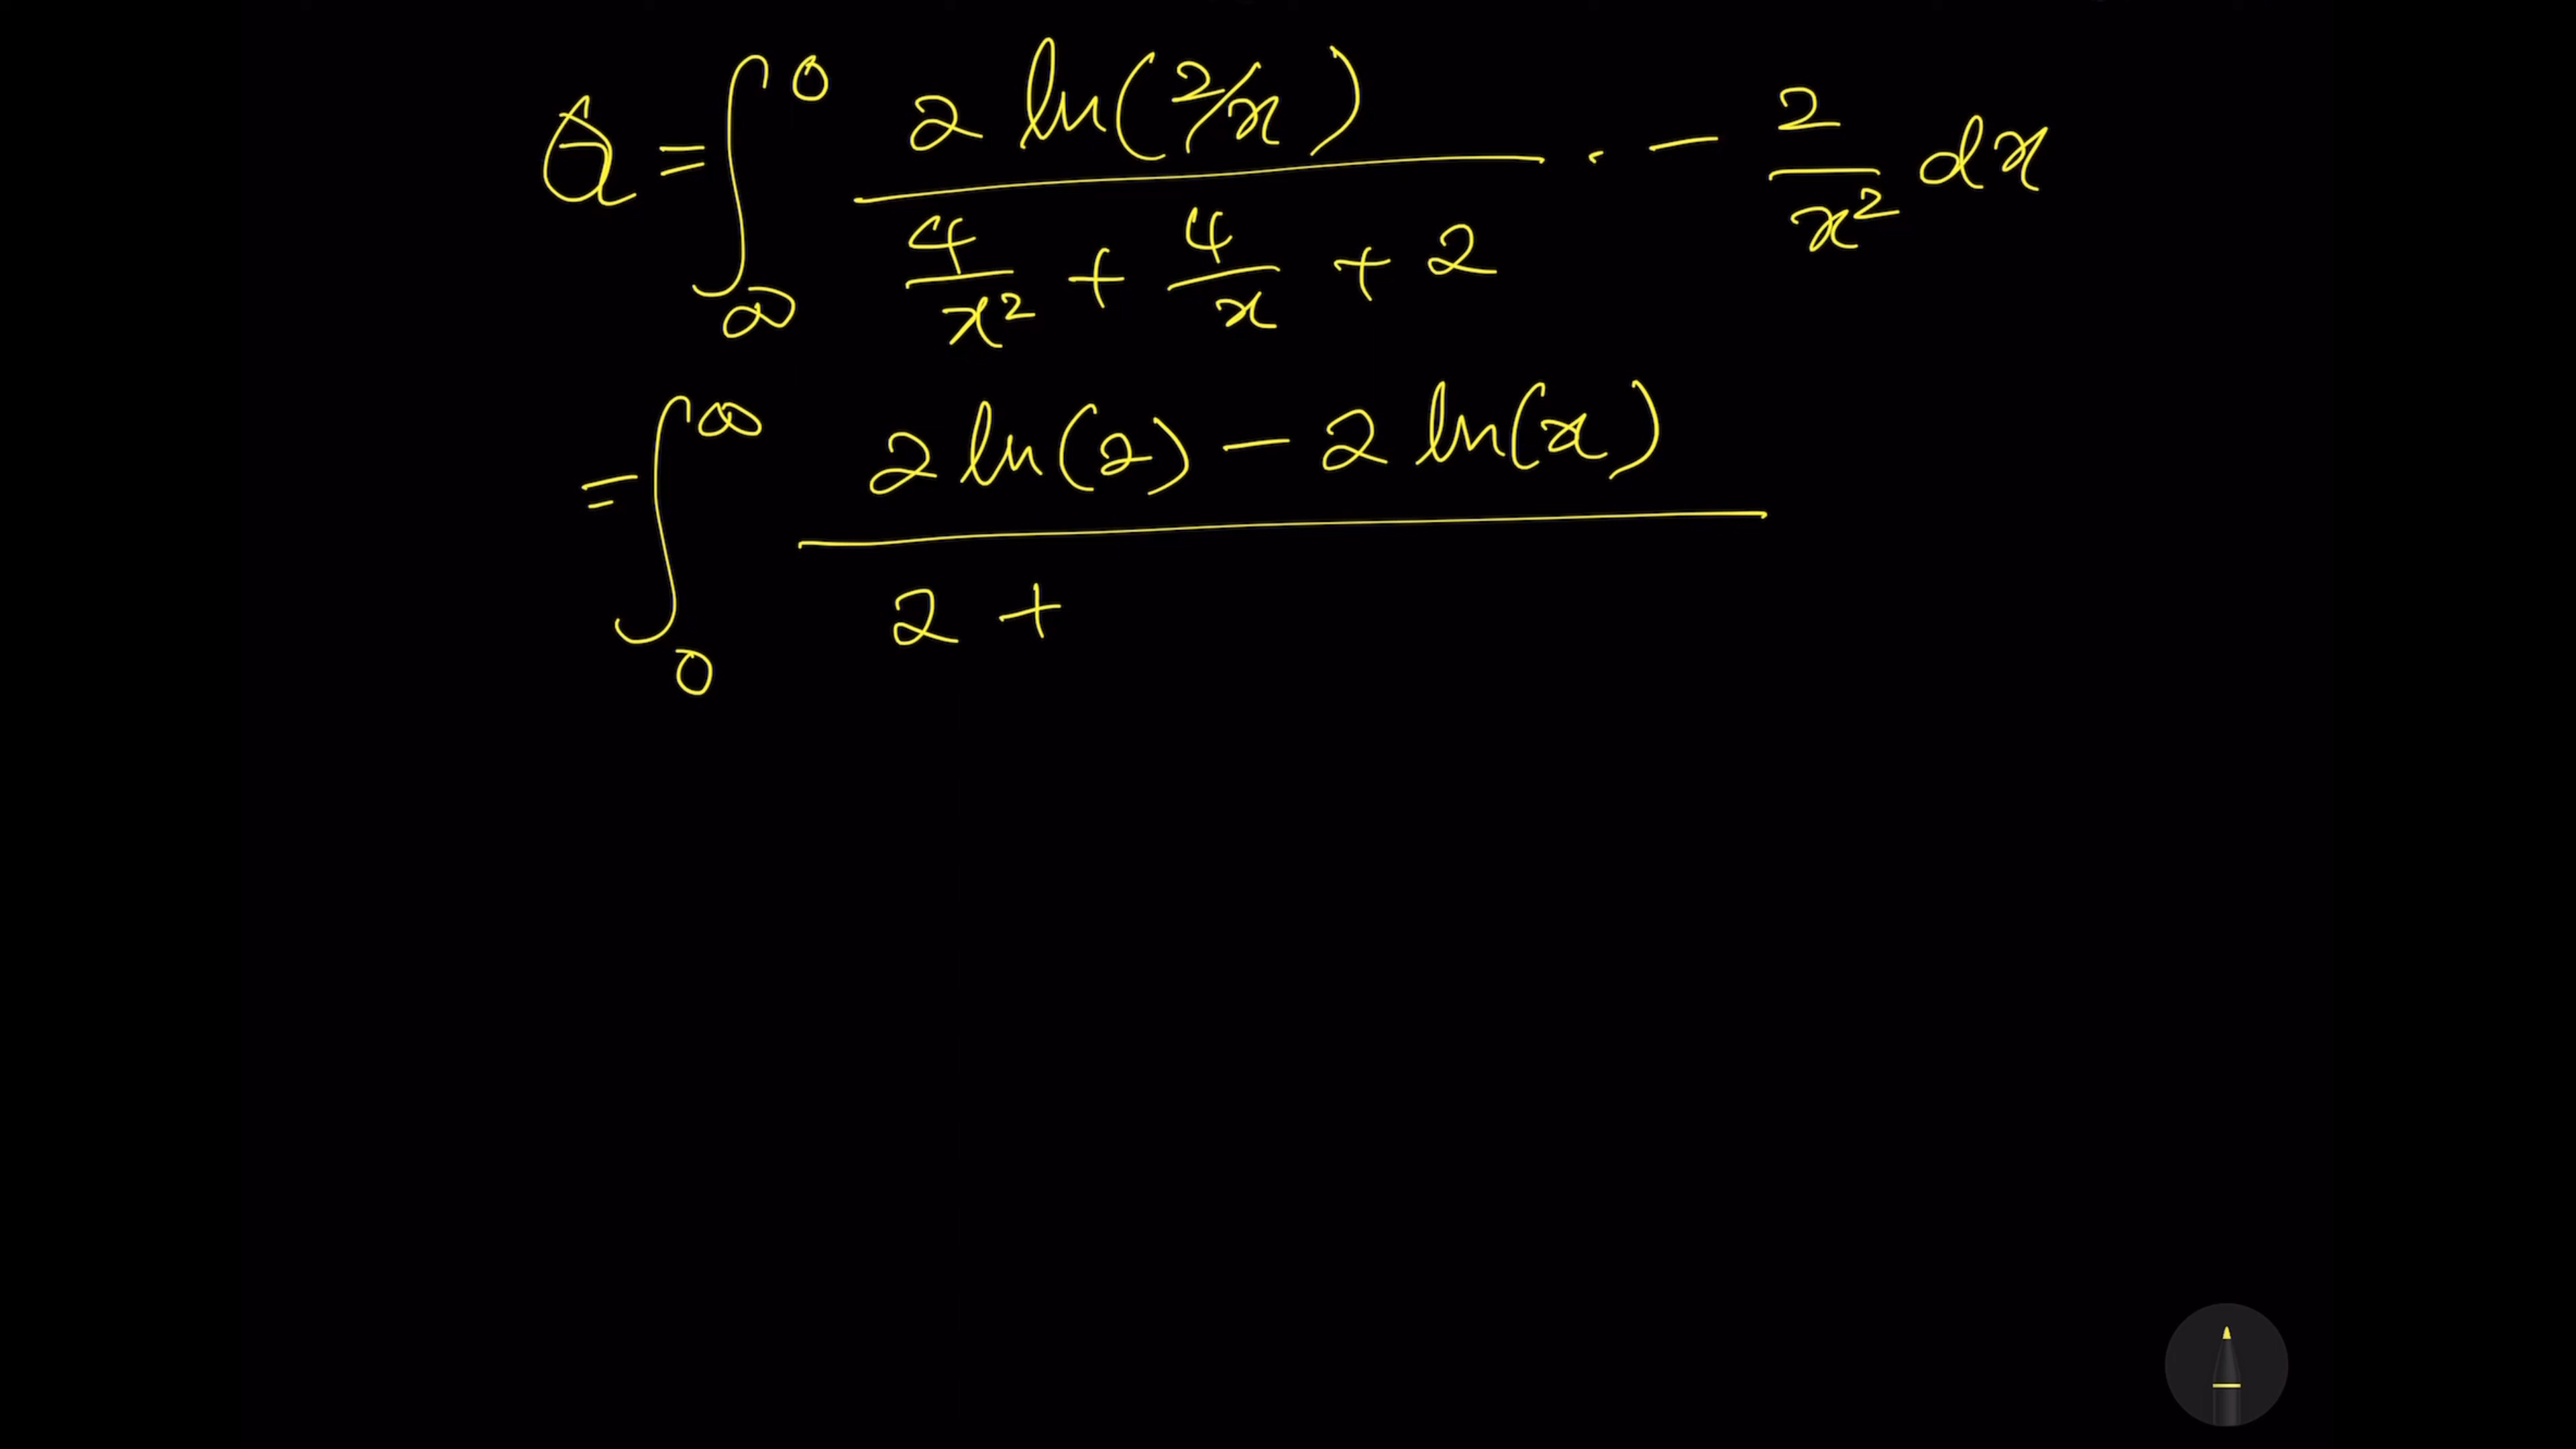 Q = ∫_∞^0 (2 ln(2/x)) / (4/x² + 4/x + 2) · − 2/x² dx
= ∫_0^∞ (2 ln(2) − 2 ln(x)) / (2 +